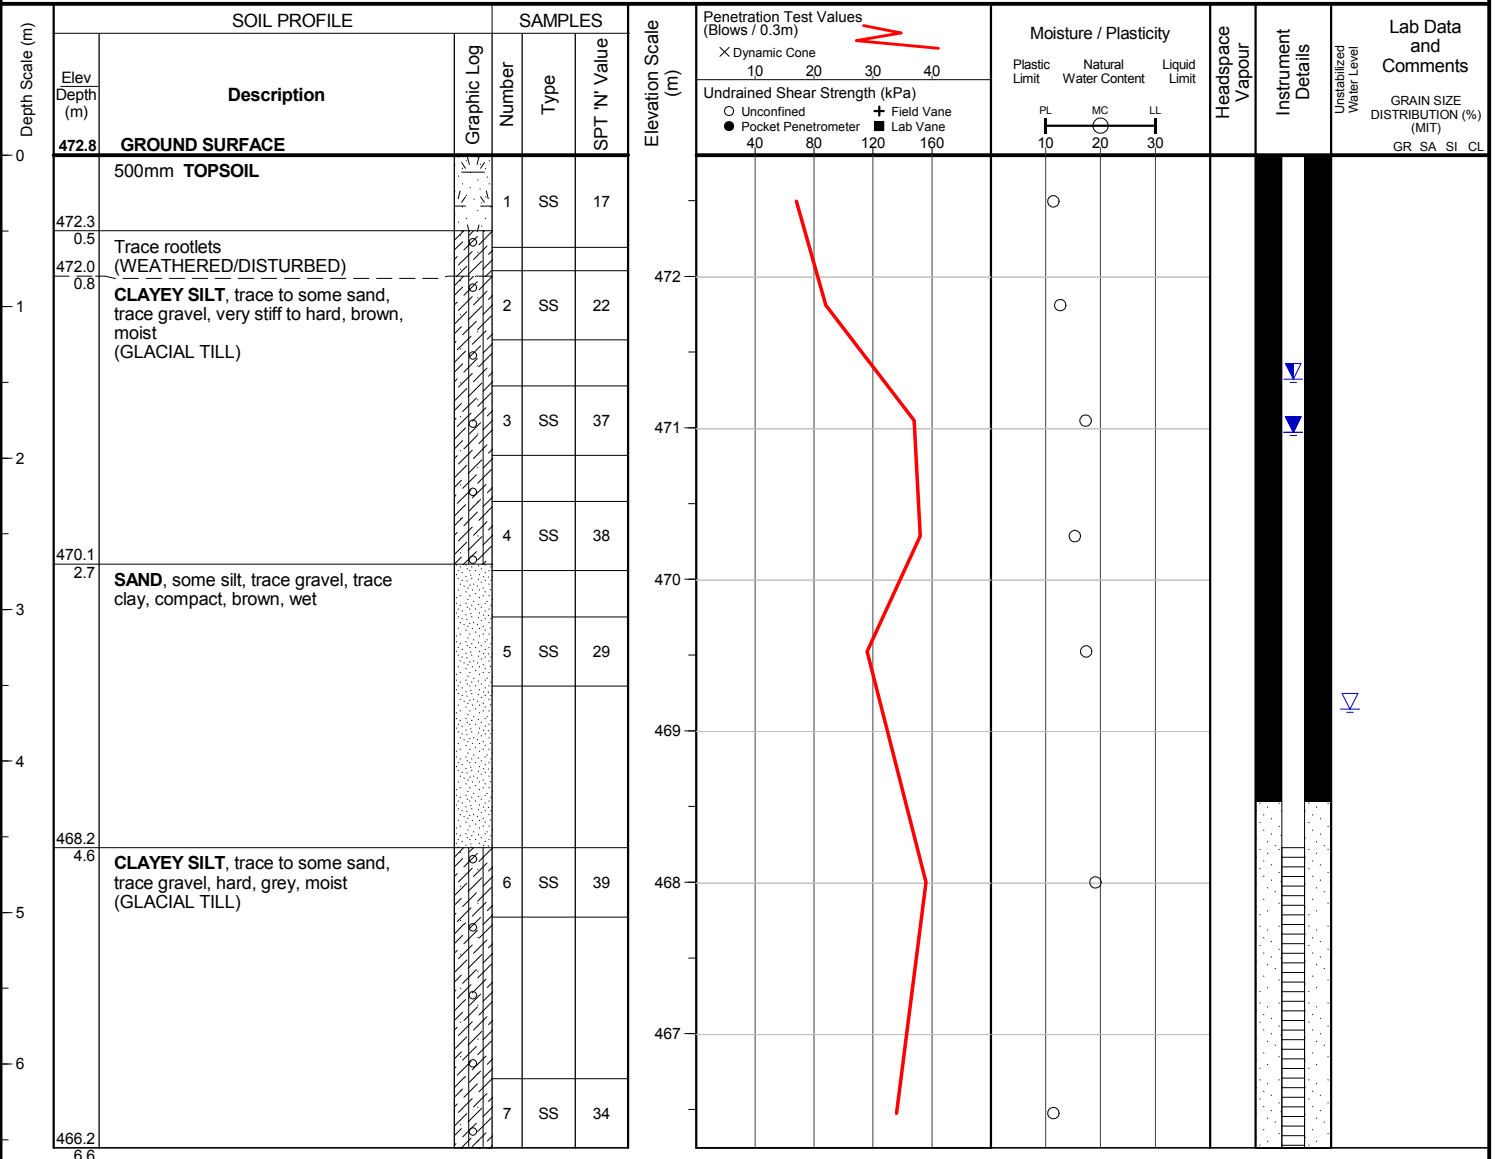 SOIL PROFILE
SAMPLES
Depth Scale (m)
Elev
Depth
(m)
Description
Graphic Log
Number
Type
SPT 'N' Value
Elevation Scale
(m)
Penetration Test Values
(Blows / 0.3m)
× Dynamic Cone
10 20 30 40
Undrained Shear Strength (kPa)
Unconfined Field Vane
Pocket Penetrometer Lab Vane
40 80 120 160
Moisture / Plasticity
Plastic Limit
Natural Water Content
Liquid Limit
PL MC LL
10 20 30
Headspace
Vapour
Instrument
Details
Unstabilized
Water Level
Lab Data
and
Comments
GRAIN SIZE
DISTRIBUTION (%)
(MIT)
GR SA SI CL
472.8 GROUND SURFACE
0
500mm TOPSOIL
1 SS 17
472.3
0.5
Trace rootlets
(WEATHERED/DISTURBED)
472.0
0.8
472
CLAYEY SILT, trace to some sand,
trace gravel, very stiff to hard, brown,
moist
(GLACIAL TILL)
1
2 SS 22
3 SS 37
471
2
4 SS 38
470.1
2.7
SAND, some silt, trace gravel, trace
clay, compact, brown, wet
470
3
5 SS 29
469
4
468.2
4.6
CLAYEY SILT, trace to some sand,
trace gravel, hard, grey, moist
(GLACIAL TILL)
6 SS 39
468
5
467
6
7 SS 34
466.2
6.6